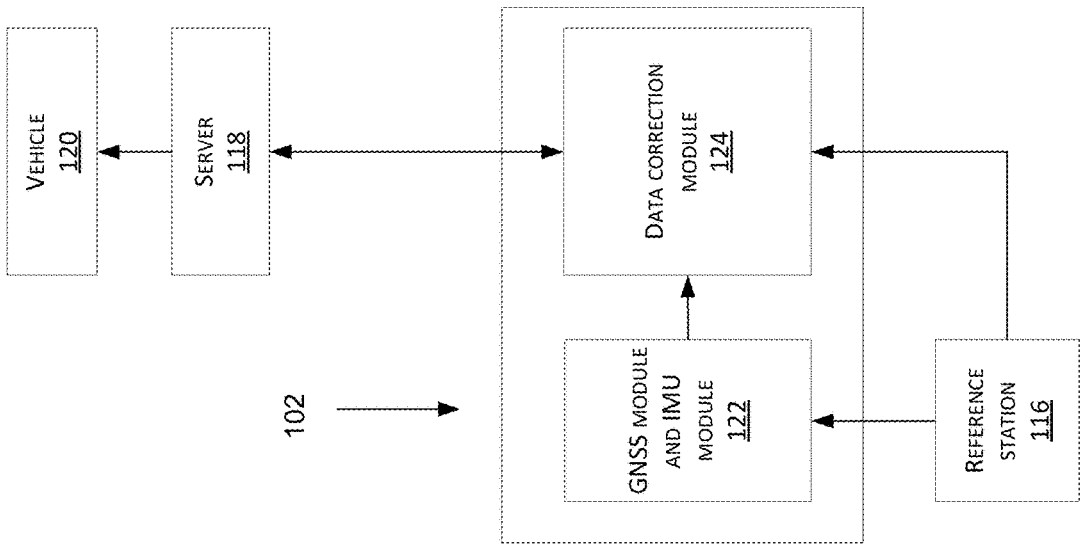 VEHICLE
120
SERVER
118
102
DATA CORRECTION
MODULE
124
GNSS MODULE
AND IMU
MODULE
122
REFERENCE
STATION
116